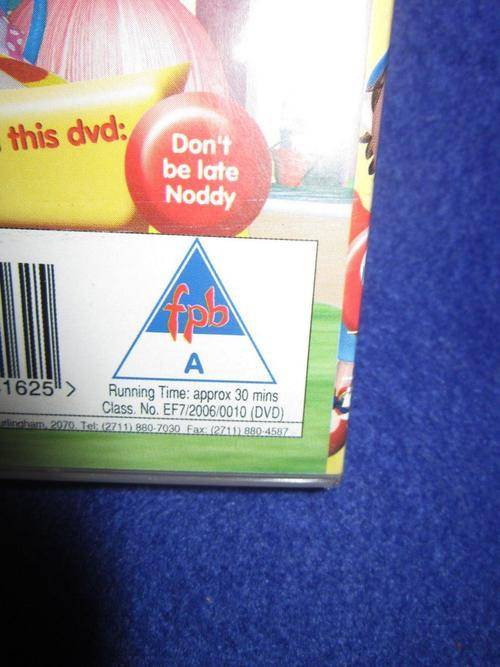 this dvd:
Don't
be late
Noddy
fpb
A
1625 >
Running Time: approx 30 mins
Class. No. EF7/2006/0010 (DVD)
urlingham, 2070. Tel: (2711) 880-7030 Fax: (2711) 880-4587